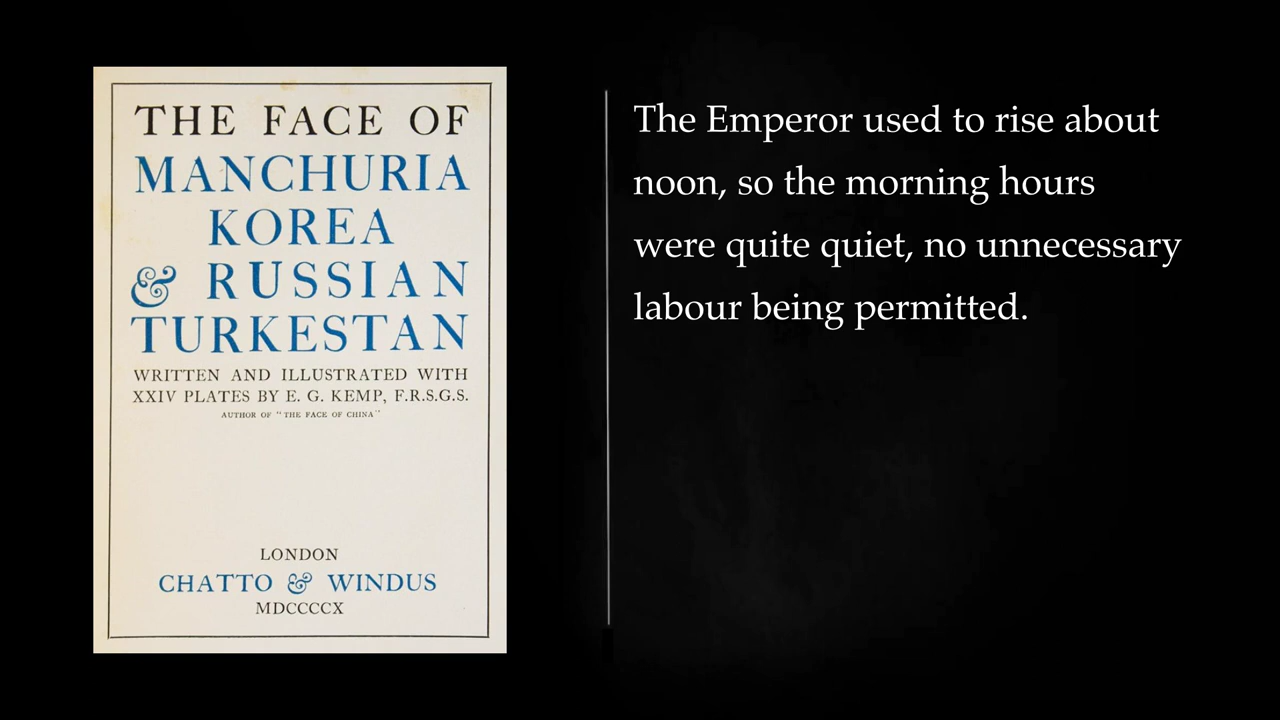 THE FACE OF
MANCHURIA
KOREA
& RUSSIAN
TURKESTAN
WRITTEN AND ILLUSTRATED WITH
XXIV PLATES BY E. G. KEMP, F.R.S.G.S.
AUTHOR OF "THE FACE OF CHINA"
LONDON
CHATTO & WINDUS
MDCCCCX
The Emperor used to rise about
noon, so the morning hours
were quite quiet, no unnecessary
labour being permitted.